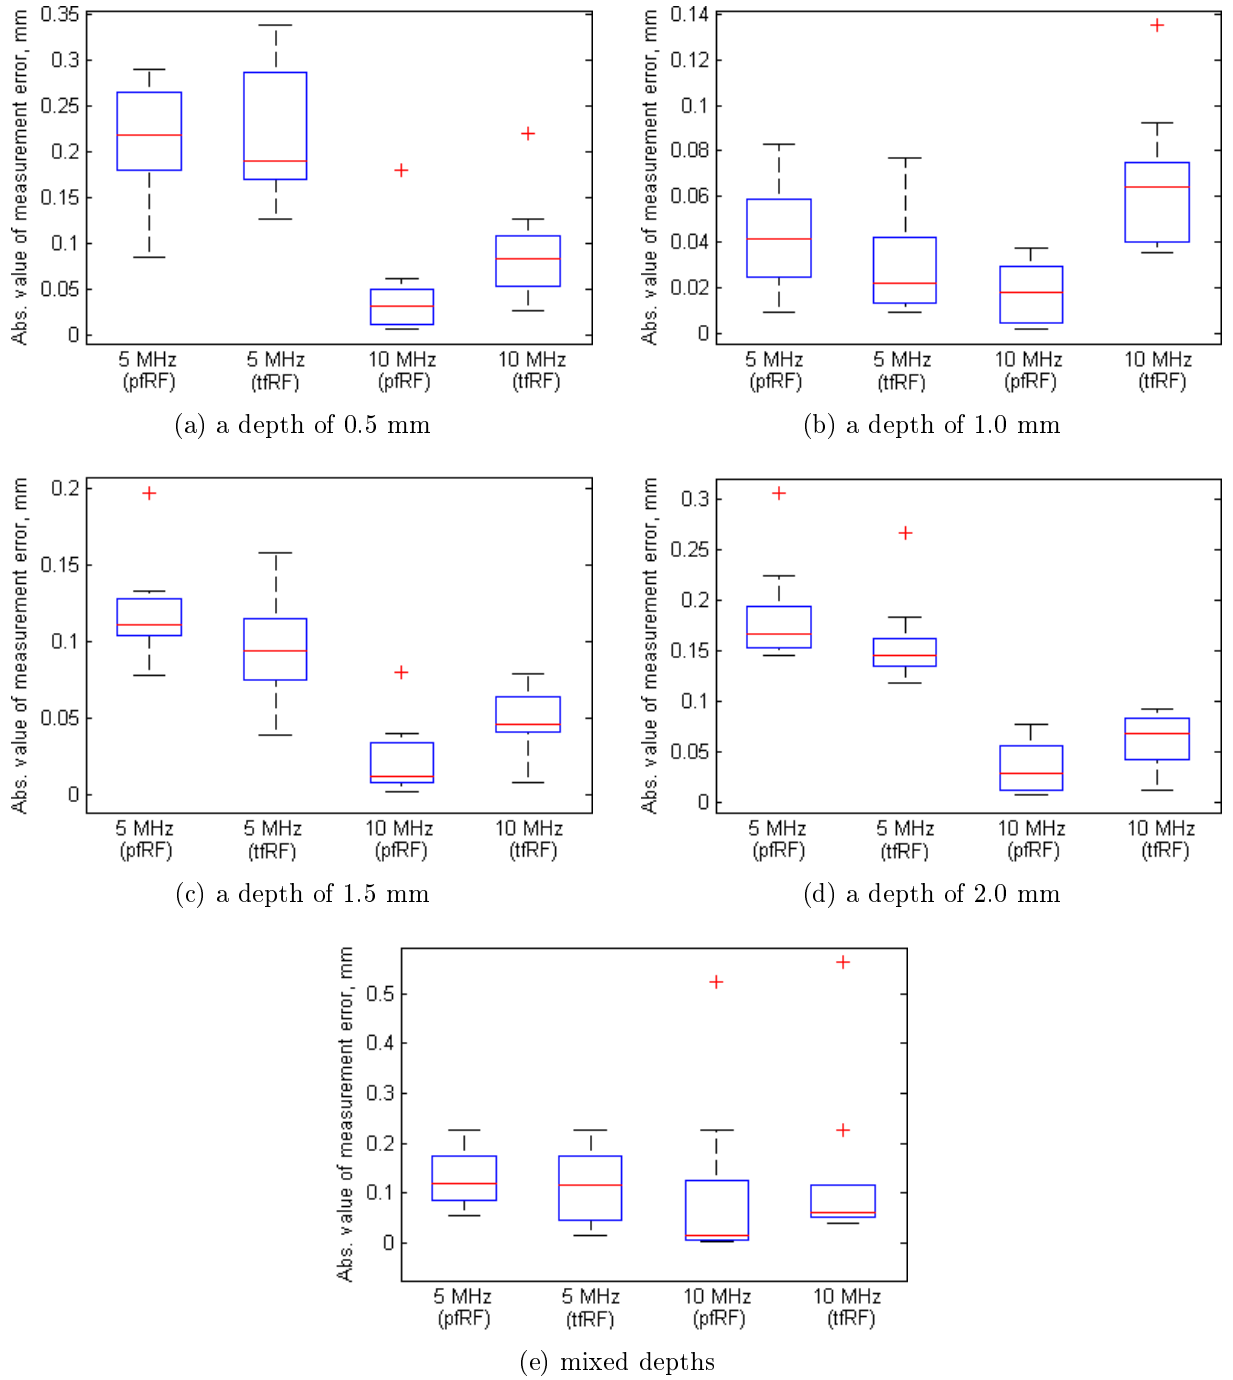 Abs. value of measurement error, mm
0.35
0.3
0.25
0.2
0.15
0.1
0.05
0
5 MHz (pfRF)
5 MHz (tfRF)
10 MHz (pfRF)
10 MHz (tfRF)
(a) a depth of 0.5 mm
Abs. value of measurement error, mm
0.14
0.12
0.1
0.08
0.06
0.04
0.02
0
5 MHz (pfRF)
5 MHz (tfRF)
10 MHz (pfRF)
10 MHz (tfRF)
(b) a depth of 1.0 mm
Abs. value of measurement error, mm
0.2
0.15
0.1
0.05
0
5 MHz (pfRF)
5 MHz (tfRF)
10 MHz (pfRF)
10 MHz (tfRF)
(c) a depth of 1.5 mm
Abs. value of measurement error, mm
0.3
0.25
0.2
0.15
0.1
0.05
0
5 MHz (pfRF)
5 MHz (tfRF)
10 MHz (pfRF)
10 MHz (tfRF)
(d) a depth of 2.0 mm
Abs. value of measurement error, mm
0.5
0.4
0.3
0.2
0.1
0
5 MHz (pfRF)
5 MHz (tfRF)
10 MHz (pfRF)
10 MHz (tfRF)
(e) mixed depths